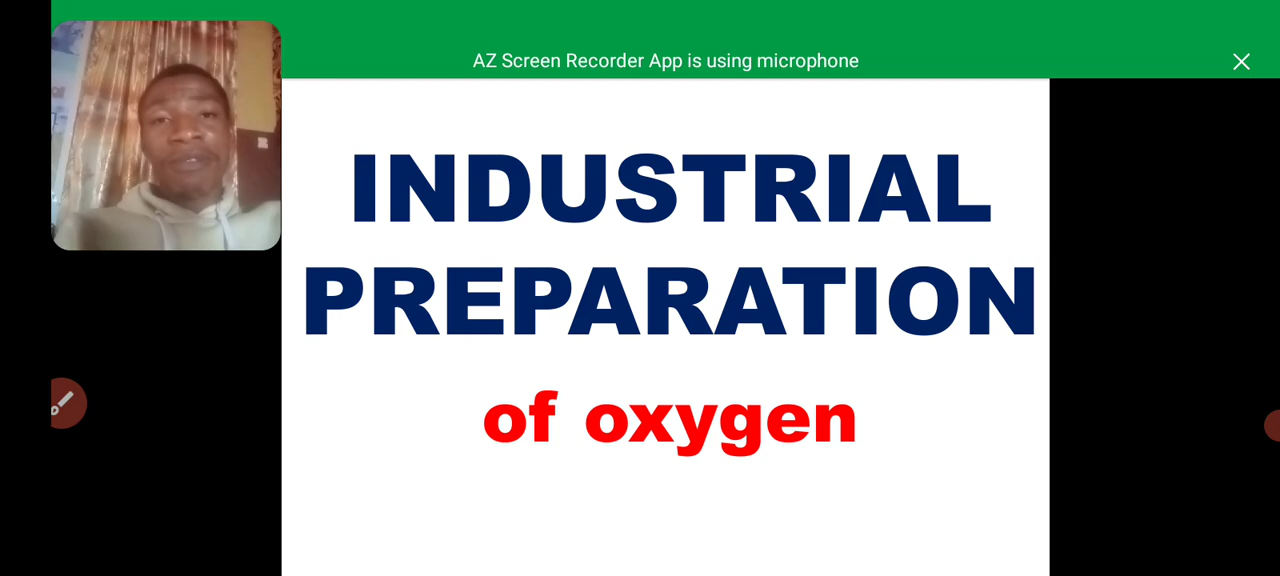 AZ Screen Recorder App is using microphone
INDUSTRIAL
PREPARATION
of oxygen